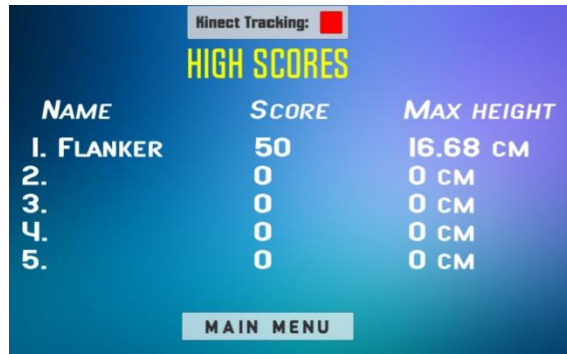 Kinect Tracking:
HIGH SCORES
NAME SCORE MAX HEIGHT
1. FLANKER 50 16.68 CM
2. 0 0 CM
3. 0 0 CM
4. 0 0 CM
5. 0 0 CM
MAIN MENU